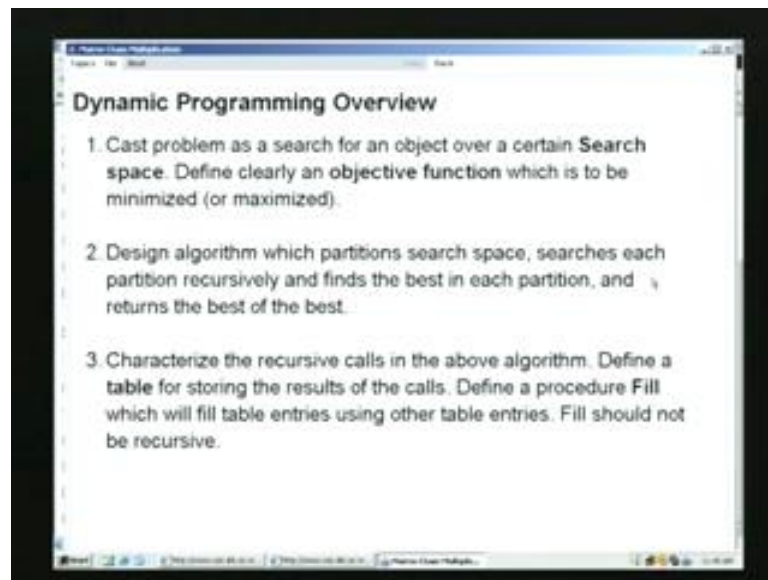 Matrix Chain Multiplication
Back
Dynamic Programming Overview
1. Cast problem as a search for an object over a certain Search
space. Define clearly an objective function which is to be
minimized (or maximized).
2. Design algorithm which partitions search space, searches each
partition recursively and finds the best in each partition, and
returns the best of the best.
3. Characterize the recursive calls in the above algorithm. Define a
table for storing the results of the calls. Define a procedure Fill
which will fill table entries using other table entries. Fill should not
be recursive.